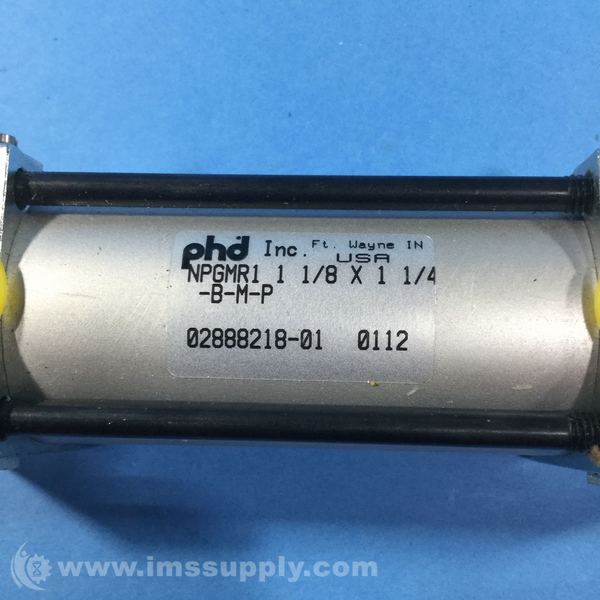 phd Inc. Ft. Wayne IN
USA
NPGMR1 1 1/8 X 1 1/4
-B-M-P
02888218-01 0112
www.imssupply.com